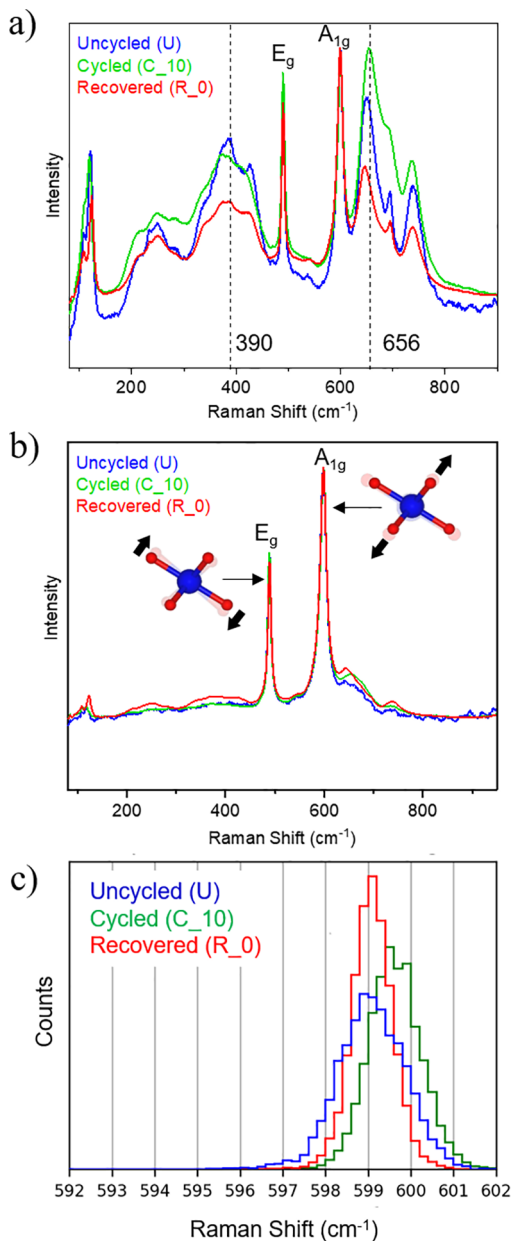 a)
Uncycled (U)
Cycled (C_10)
Recovered (R_0)
Eg
A1g
390
656
Intensity
200
400
600
800
Raman Shift (cm-1)
b)
Uncycled (U)
Cycled (C_10)
Recovered (R_0)
Eg
A1g
Intensity
200
400
600
800
Raman Shift (cm-1)
c)
Uncycled (U)
Cycled (C_10)
Recovered (R_0)
Counts
592 593 594 595 596 597 598 599 600 601 602
Raman Shift (cm-1)